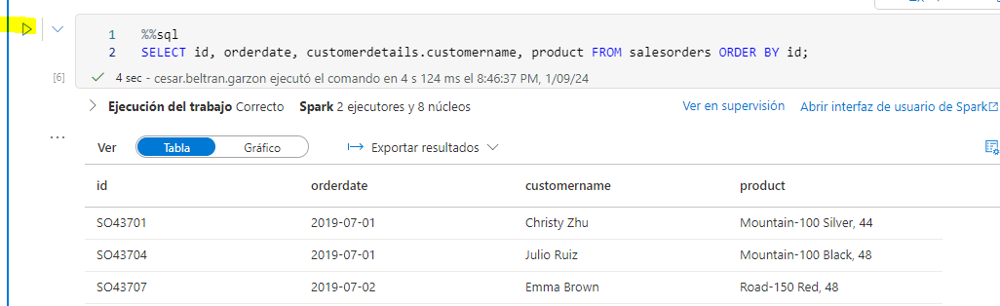 1 %%sql
2 SELECT id, orderdate, customerdetails.customername, product FROM salesorders ORDER BY id;
[6] 4 sec - cesar.beltran.garzon ejecutó el comando en 4 s 124 ms el 8:46:37 PM, 1/09/24
Ejecución del trabajo Correcto Spark 2 ejecutores y 8 núcleos Ver en supervisión Abrir interfaz de usuario de Spark
... Ver Tabla Gráfico Exportar resultados
id orderdate customername product
SO43701 2019-07-01 Christy Zhu Mountain-100 Silver, 44
SO43704 2019-07-01 Julio Ruiz Mountain-100 Black, 48
SO43707 2019-07-02 Emma Brown Road-150 Red, 48